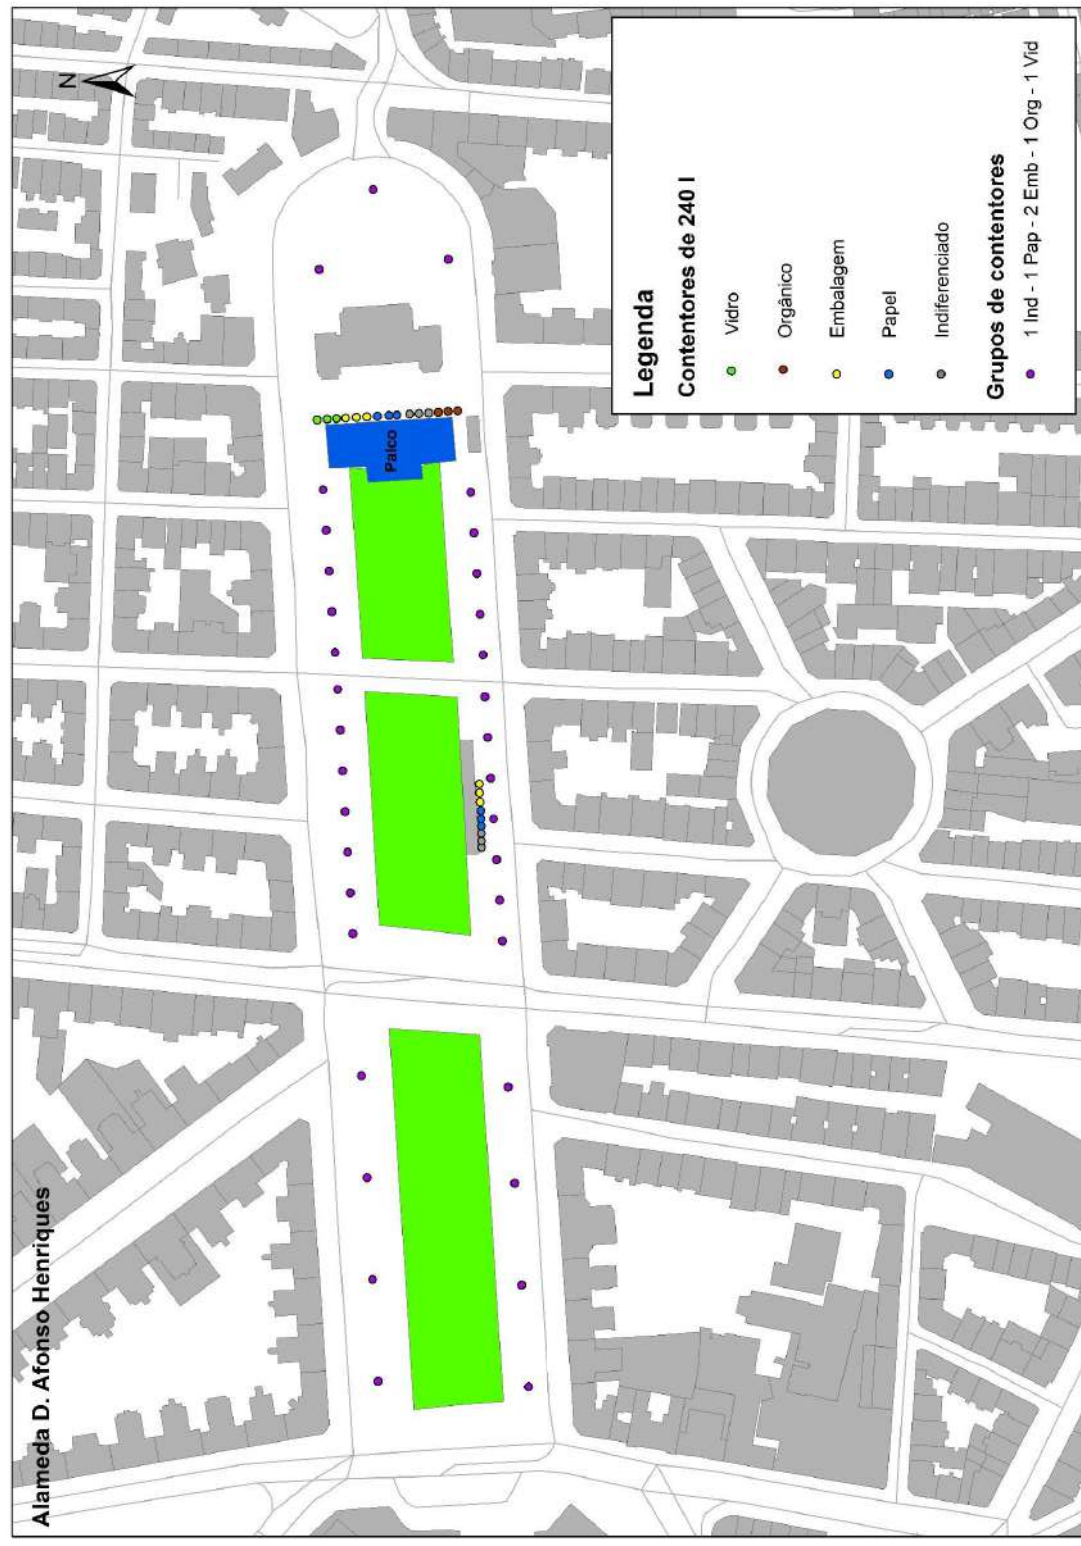 Alameda D. Afonso Henriques
N
Palco
Legenda
Contentores de 240 l
Vidro
Orgânico
Embalagem
Papel
Indiferenciado
Grupos de contentores
1 Ind - 1 Pap - 2 Emb - 1 Org - 1 Vid